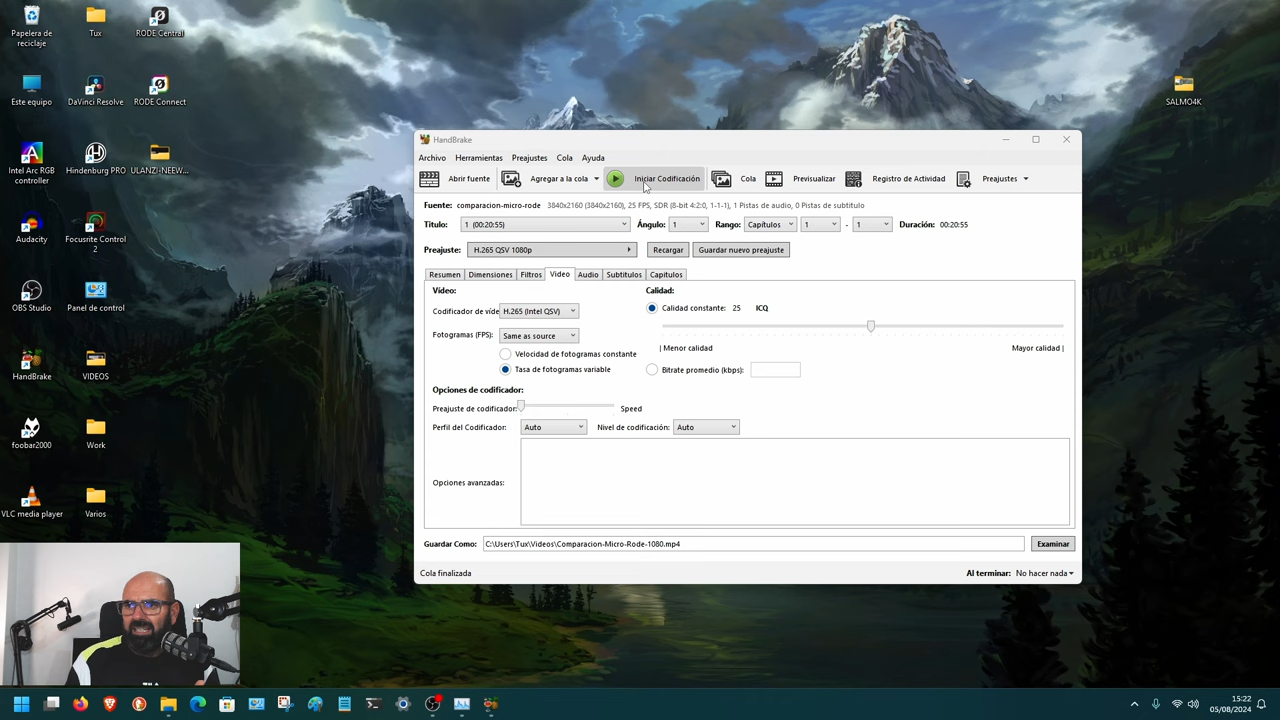 Papelera de
reciclaje
Tux
RODE Central
Este equipo
DaVinci Resolve
RODE Connect
SALMO4K
Intel Arc RGB
controller
Hindenburg PRO
ULANZI-NEEW...
Audacity
Focusrite Control
2
OBS Studio
Panel de control
HandBrake
VIDEOS
foobar2000
Work
VLC media player
Varios
HandBrake
Archivo Herramientas Preajustes Cola Ayuda
Abrir fuente Agregar a la cola Iniciar Codificación Cola Previsualizar Registro de Actividad Preajustes
Fuente: comparacion-micro-rode 3840x2160 (3840x2160), 25 FPS, SDR (8-bit 4:2:0, 1-1-1), 1 Pistas de audio, 0 Pistas de subtitulo
Titulo: 1 (00:20:55) Ángulo: 1 Rango: Capítulos 1 - 1 Duración: 00:20:55
Preajuste: H.265 QSV 1080p Recargar Guardar nuevo preajuste
Resumen Dimensiones Filtros Video Audio Subtitulos Capitulos
Vídeo: Calidad:
Codificador de víde H.265 (Intel QSV) Calidad constante: 25 ICQ
Fotogramas (FPS): Same as source
| Menor calidad Mayor calidad |
Velocidad de fotogramas constante
Tasa de fotogramas variable Bitrate promedio (kbps):
Opciones de codificador:
Preajuste de codificador: Speed
Perfil del Codificador: Auto Nivel de codificación: Auto
Opciones avanzadas:
Guardar Como: C:\Users\Tux\Videos\Comparacion-Micro-Rode-1080.mp4 Examinar
Cola finalizada Al terminar: No hacer nada
15:22
05/08/2024